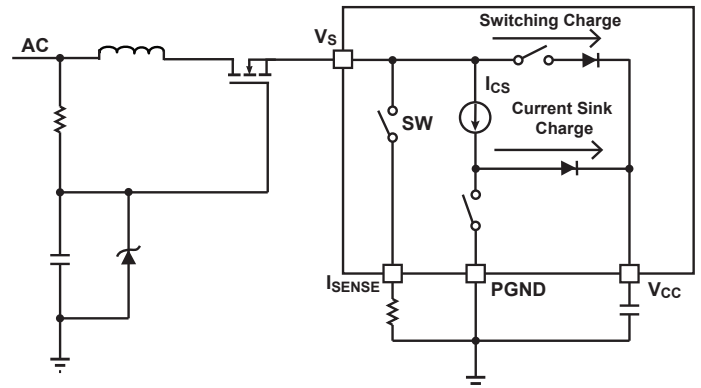 Switching Charge
AC
VS
ICS
SW
Current Sink
Charge
ISENSE
PGND
VCC